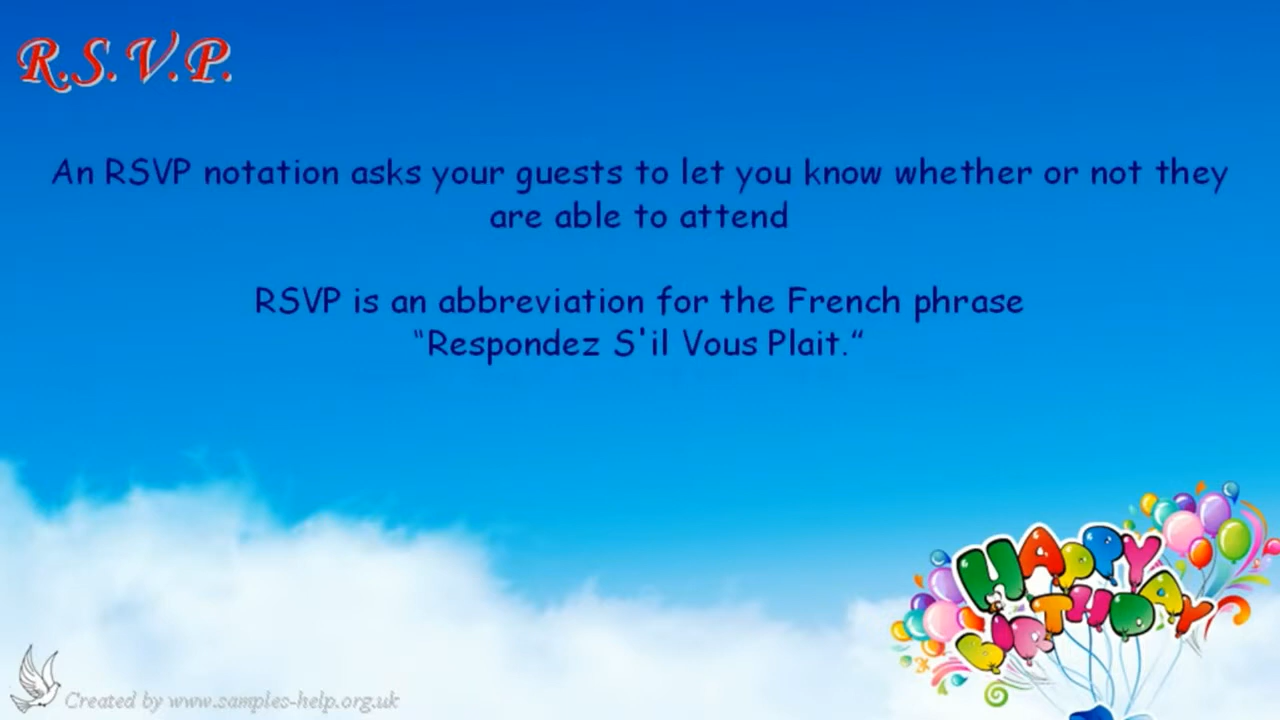 R.S.V.P.
An RSVP notation asks your guests to let you know whether or not they
are able to attend
RSVP is an abbreviation for the French phrase
“Respondez S'il Vous Plait.”
HAPPY
BIRTHDAY
Created by www.samples-help.org.uk